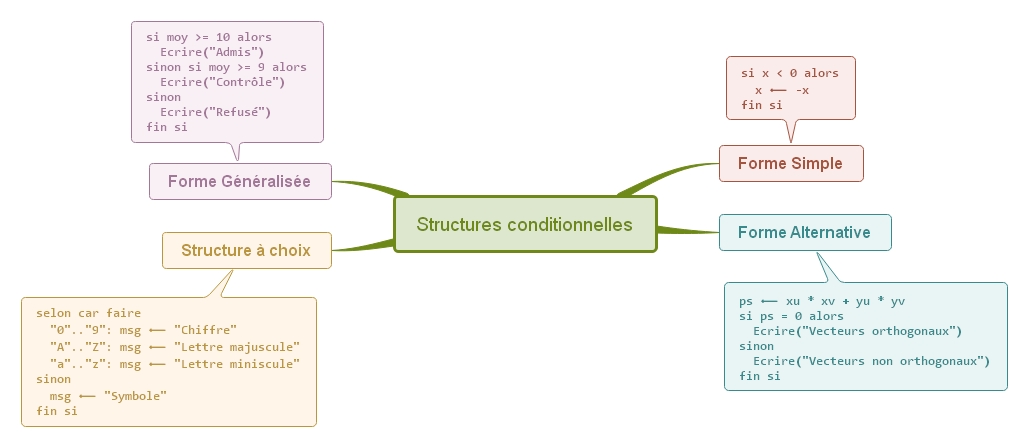 si moy >= 10 alors
Ecrire("Admis")
sinon si moy >= 9 alors
Ecrire("Contrôle")
sinon
Ecrire("Refusé")
fin si
Forme Généralisée
si x < 0 alors
x ⟵ -x
fin si
Forme Simple
Structures conditionnelles
Structure à choix
selon car faire
"0".."9": msg ⟵ "Chiffre"
"A".."Z": msg ⟵ "Lettre majuscule"
"a".."z": msg ⟵ "Lettre miniscule"
sinon
msg ⟵ "Symbole"
fin si
Forme Alternative
ps ⟵ xu * xv + yu * yv
si ps = 0 alors
Ecrire("Vecteurs orthogonaux")
sinon
Ecrire("Vecteurs non orthogonaux")
fin si